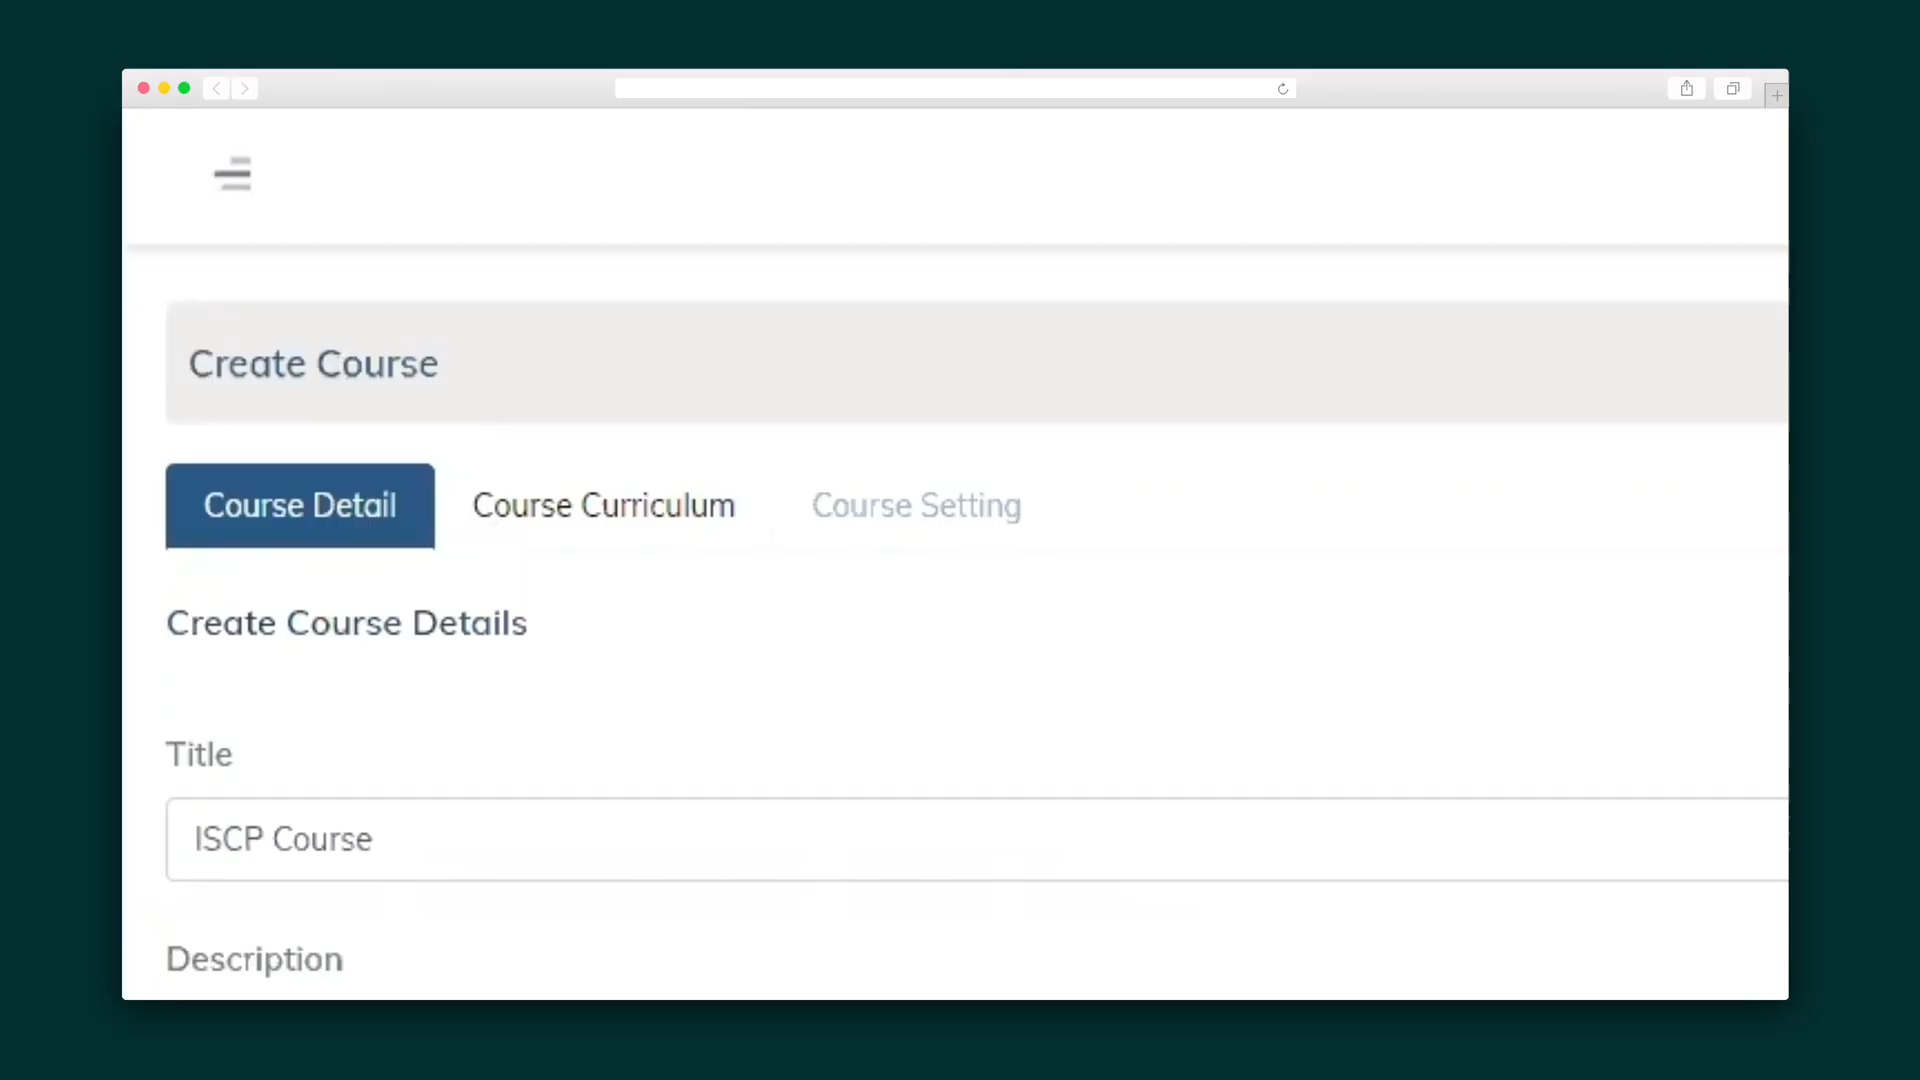 Create Course
Course Detail Course Curriculum Course Setting
Create Course Details
Title
ISCP Course
Description